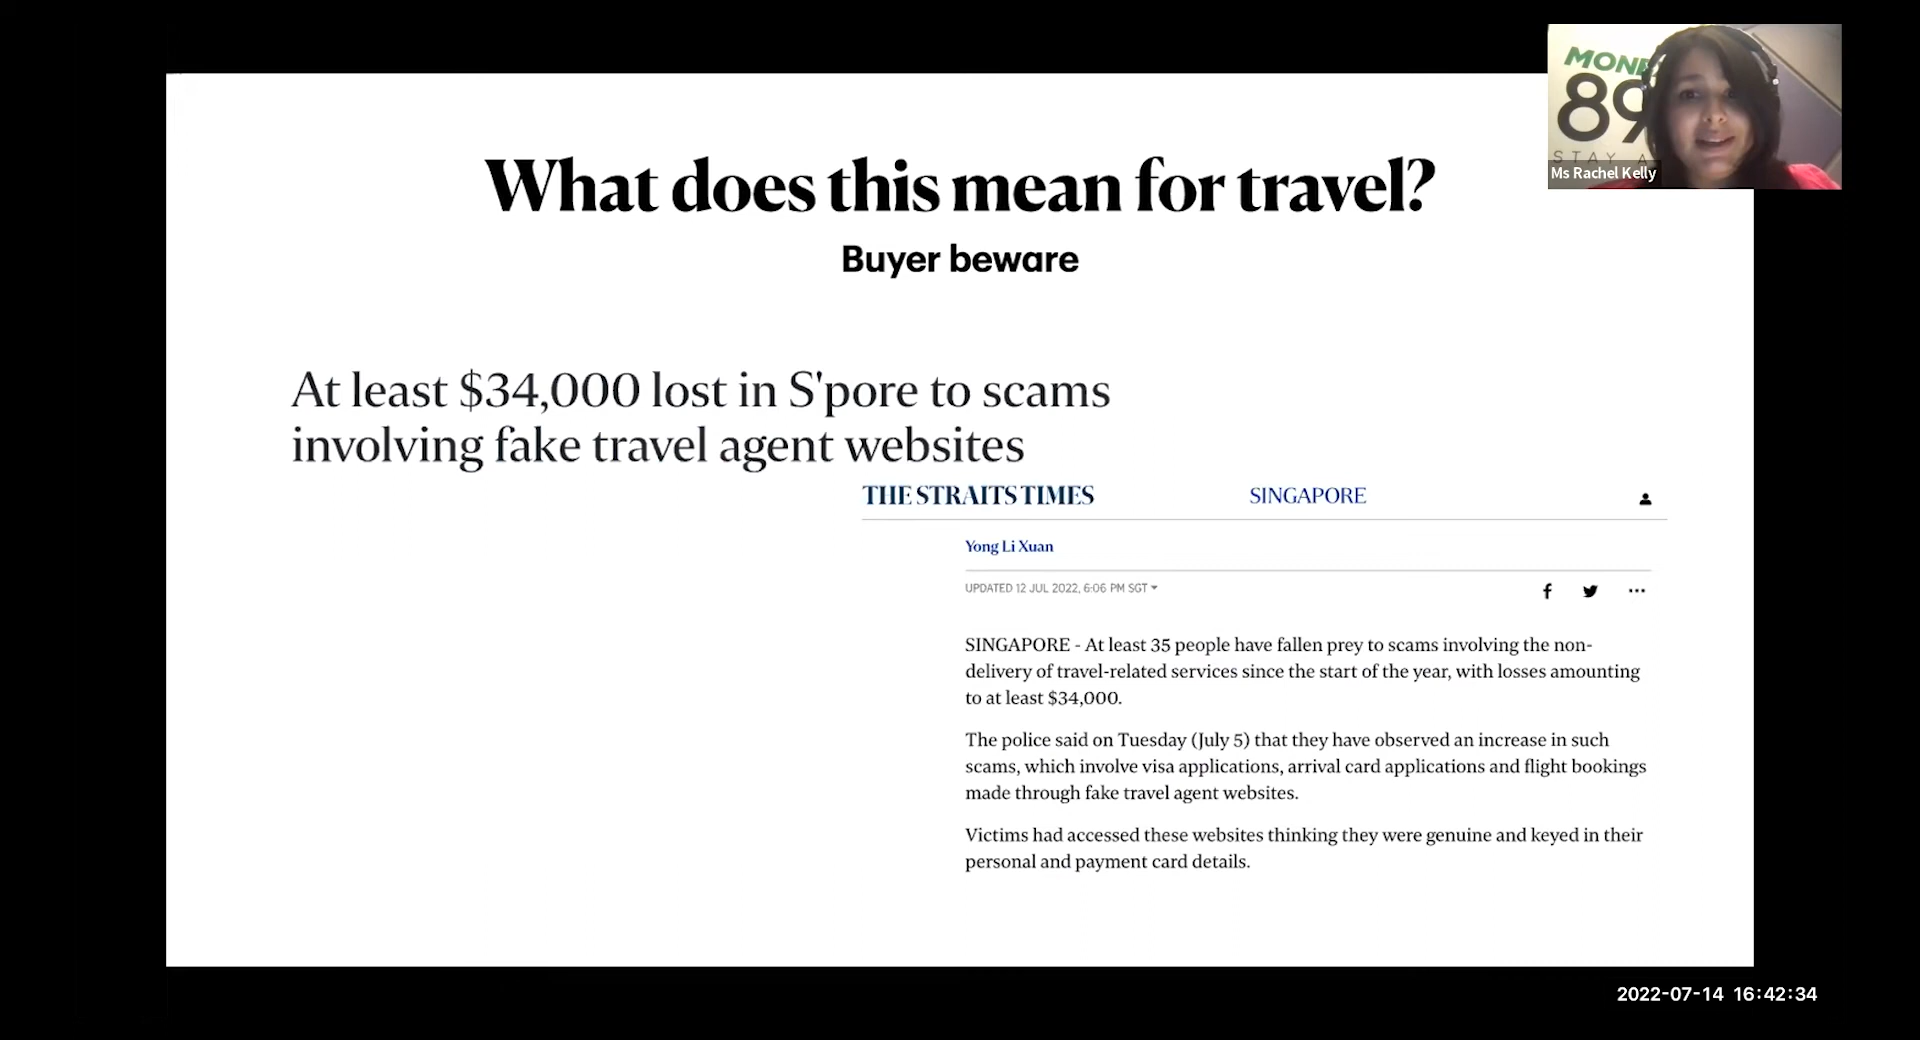 What does this mean for travel?
Buyer beware
At least $34,000 lost in S'pore to scams
involving fake travel agent websites
THE STRAITS TIMES
SINGAPORE
Yong Li Xuan
UPDATED 12 JUL 2022, 6:06 PM SGT
SINGAPORE - At least 35 people have fallen prey to scams involving the non-
delivery of travel-related services since the start of the year, with losses amounting
to at least $34,000.
The police said on Tuesday (July 5) that they have observed an increase in such
scams, which involve visa applications, arrival card applications and flight bookings
made through fake travel agent websites.
Victims had accessed these websites thinking they were genuine and keyed in their
personal and payment card details.
89
STAY
Ms Rachel Kelly
2022-07-14 16:42:34